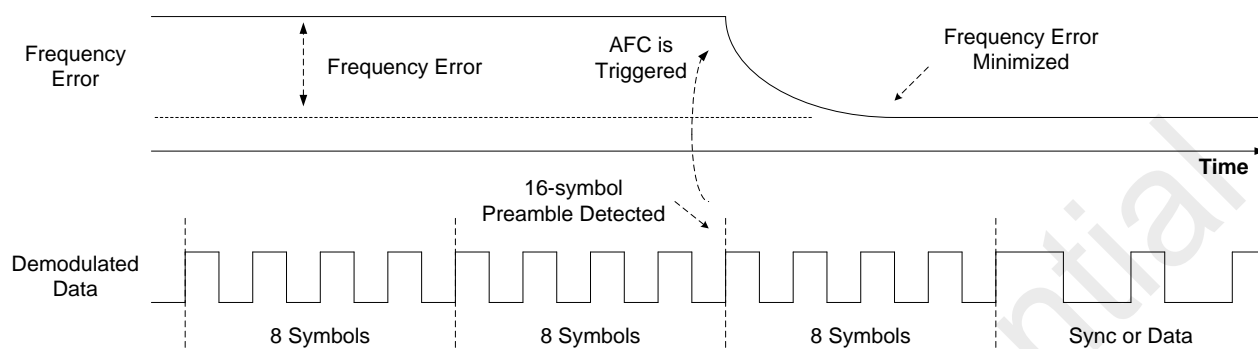 Frequency
Error
Frequency Error
AFC is
Triggered
Frequency Error
Minimized
Time
16-symbol
Preamble Detected
Demodulated
Data
8 Symbols
8 Symbols
8 Symbols
Sync or Data
ntial